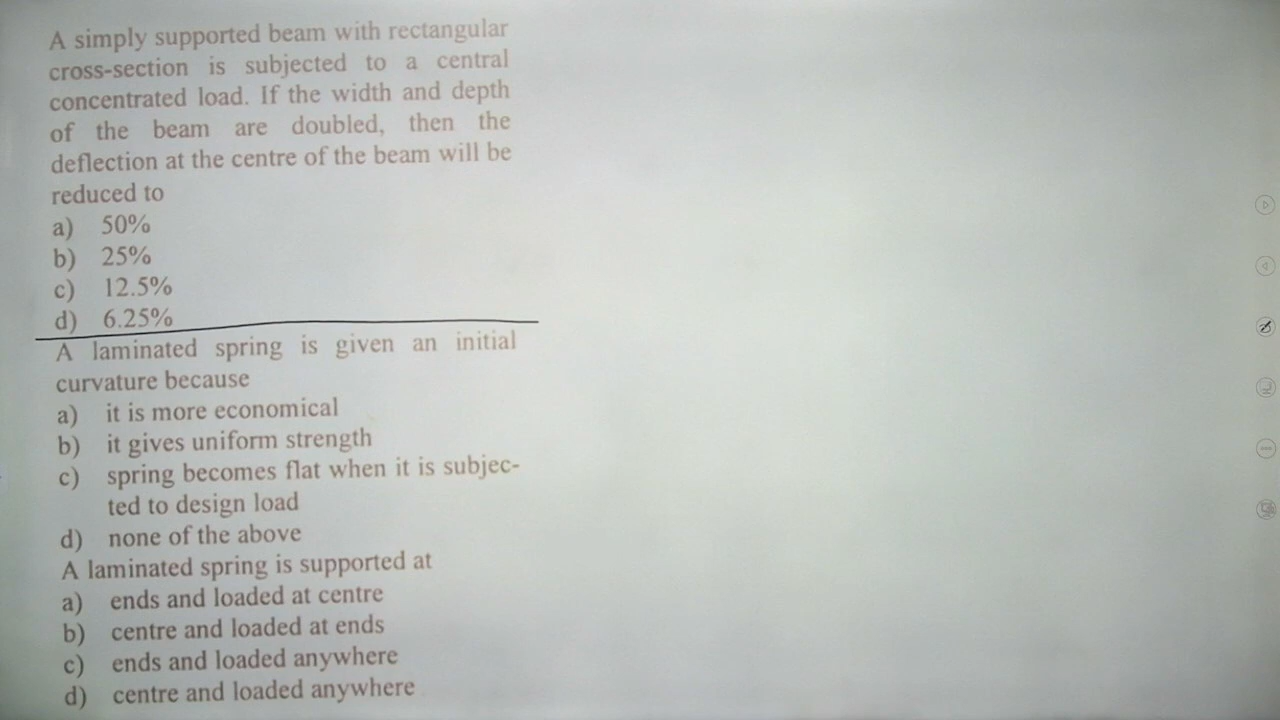 A simply supported beam with rectangular
cross-section is subjected to a central
concentrated load. If the width and depth
of the beam are doubled, then the
deflection at the centre of the beam will be
reduced to
a) 50%
b) 25%
c) 12.5%
d) 6.25%
A laminated spring is given an initial
curvature because
a) it is more economical
b) it gives uniform strength
c) spring becomes flat when it is subjec-
ted to design load
d) none of the above
A laminated spring is supported at
a) ends and loaded at centre
b) centre and loaded at ends
c) ends and loaded anywhere
d) centre and loaded anywhere